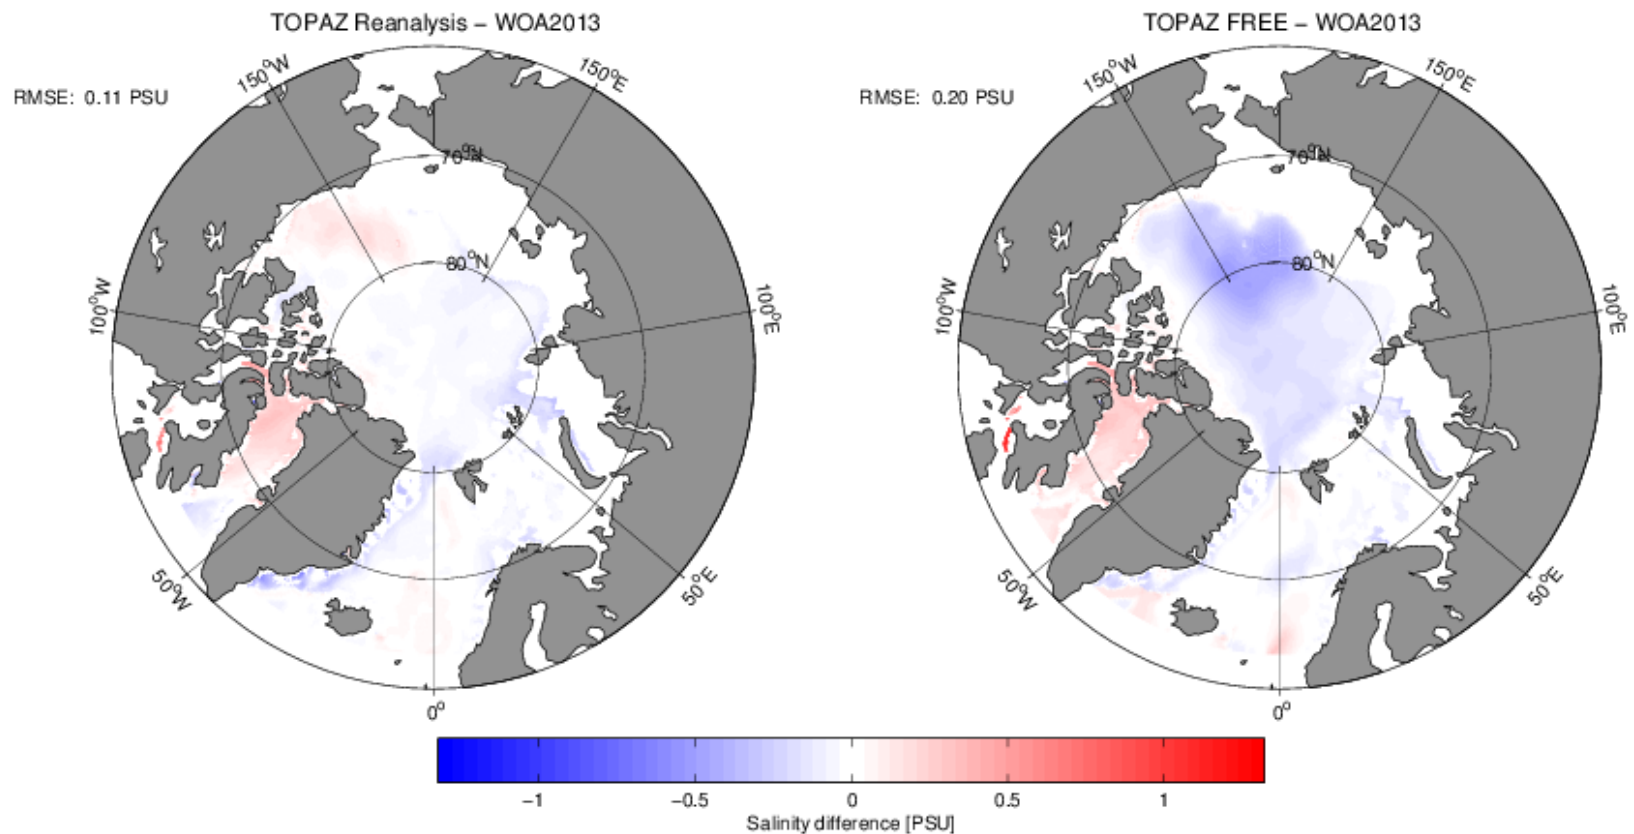 TOPAZ Reanalysis – WOA2013
RMSE: 0.11 PSU
150°W
150°E
70°N
80°N
100°W
100°E
50°W
50°E
0°
TOPAZ FREE – WOA2013
RMSE: 0.20 PSU
150°W
150°E
70°N
80°N
100°W
100°E
50°W
50°E
0°
−1 −0.5 0 0.5 1
Salinity difference [PSU]